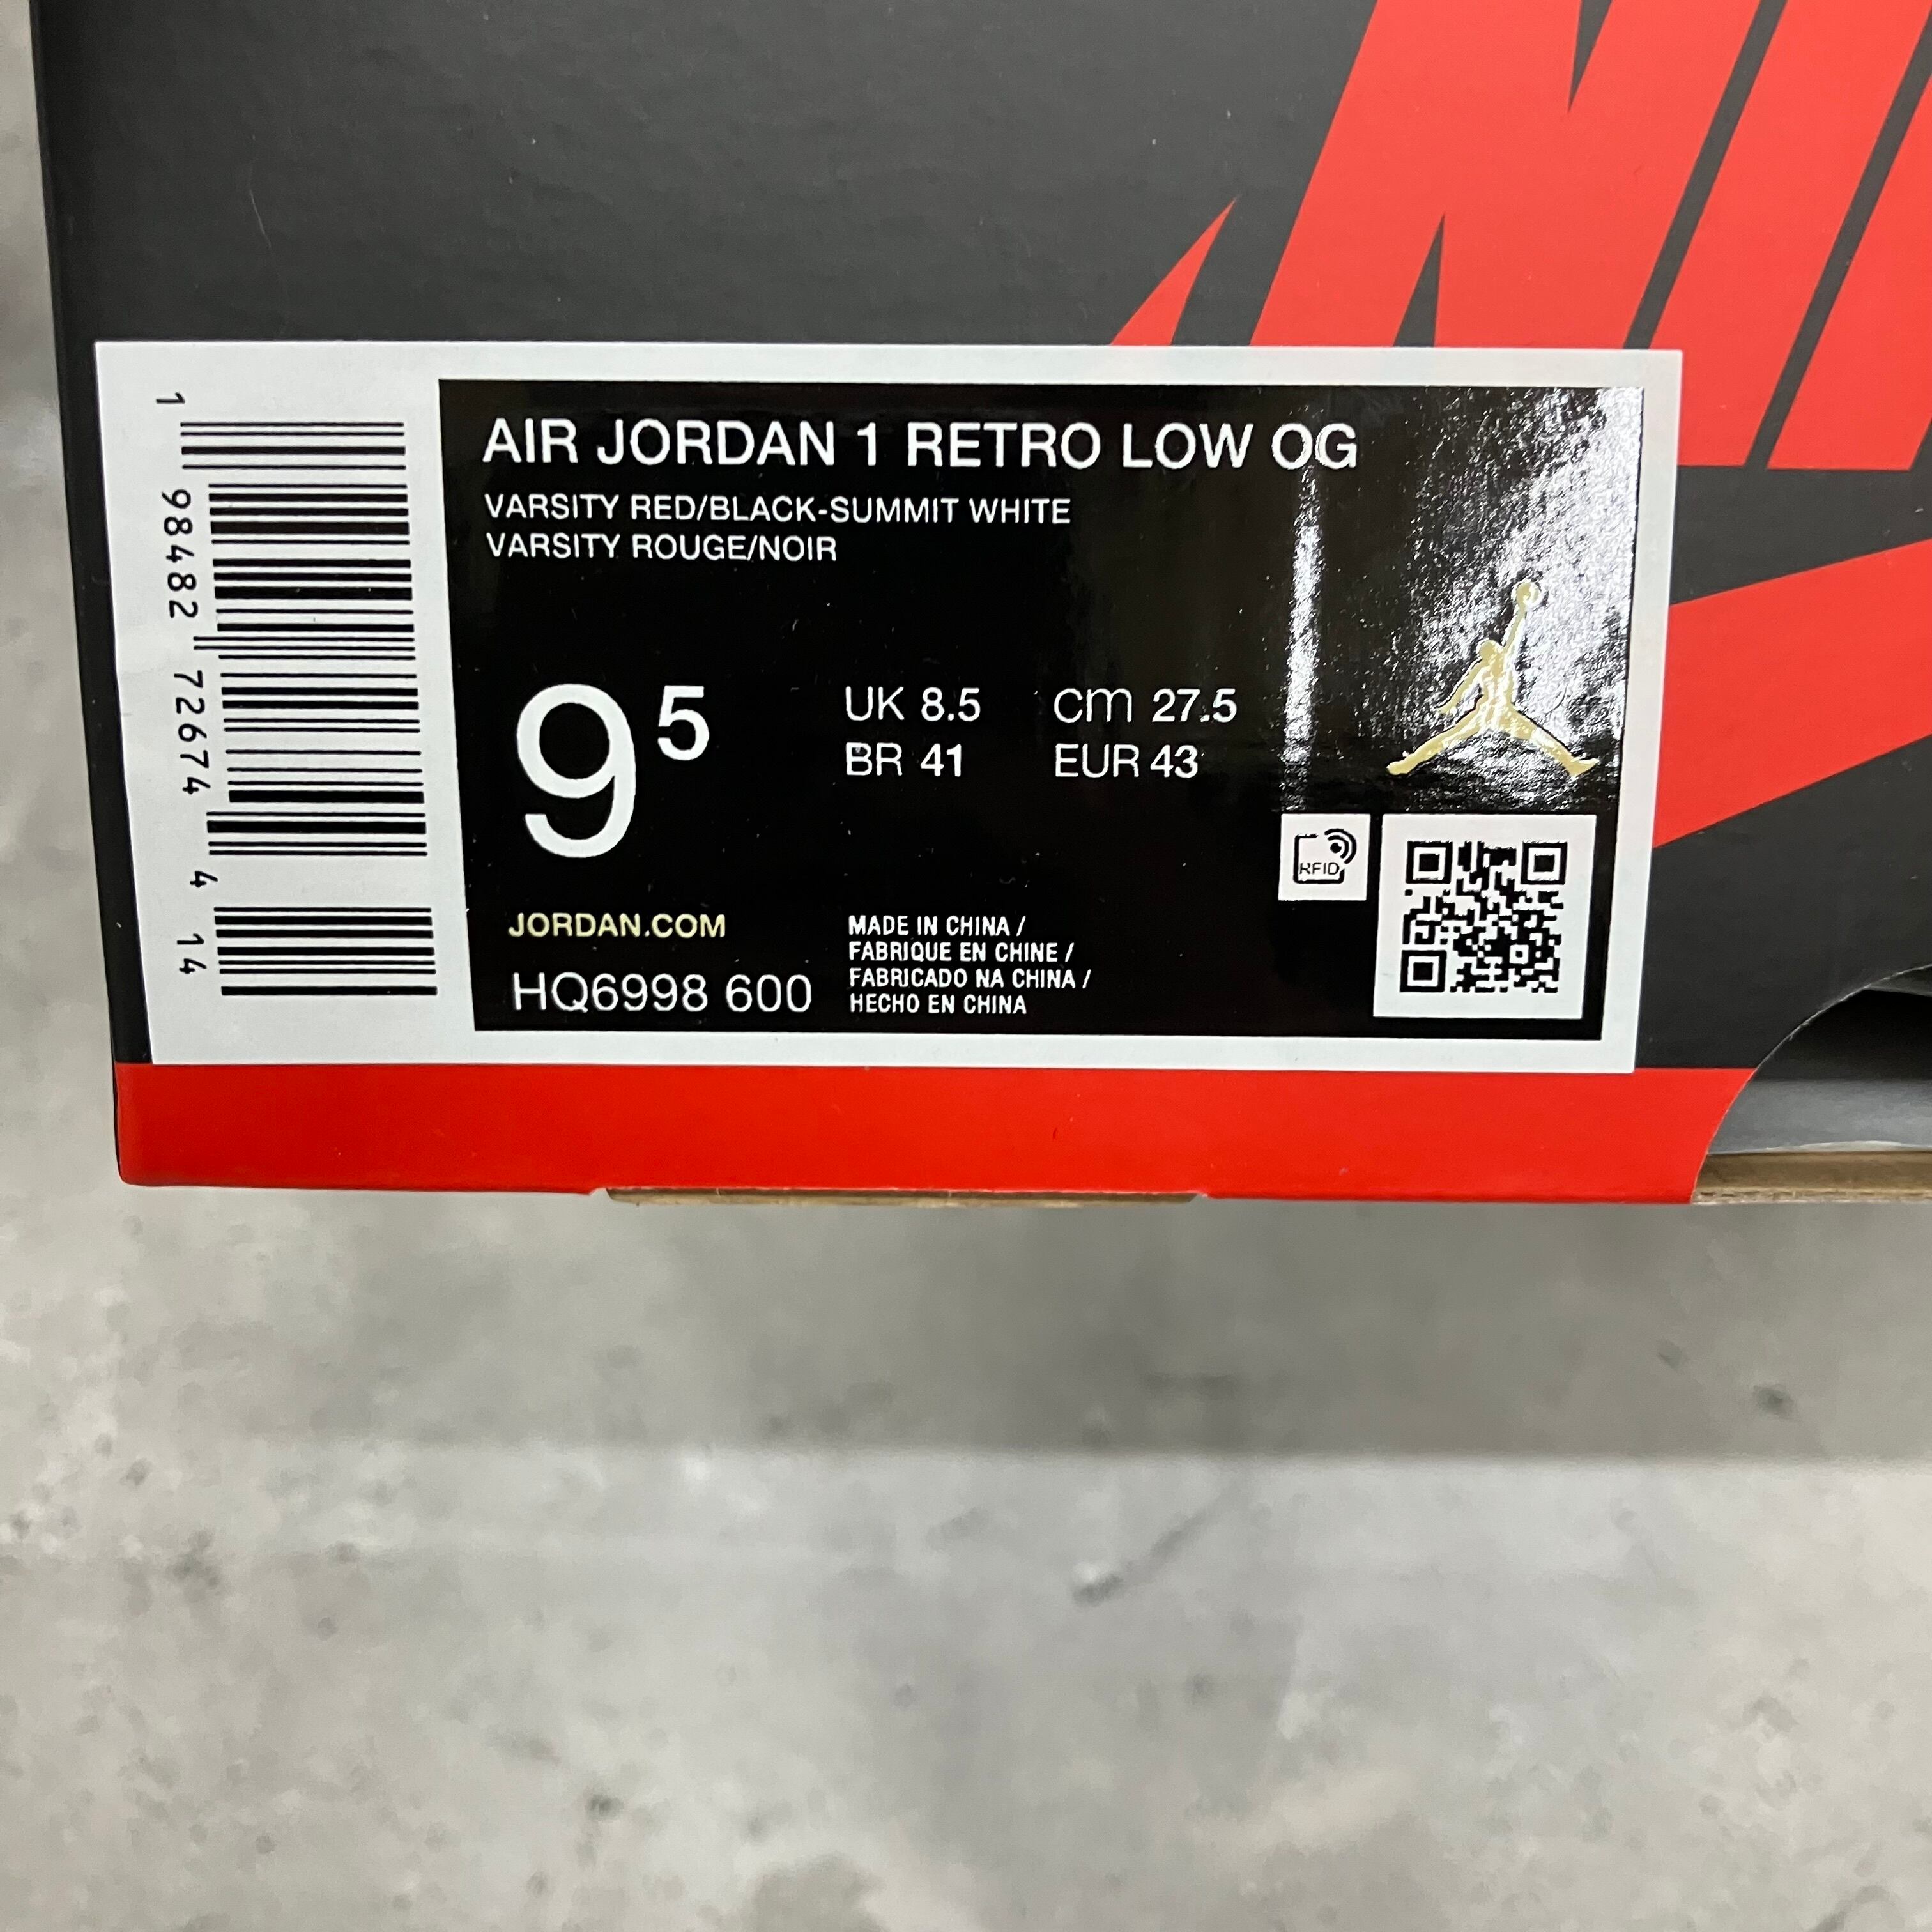 AIR JORDAN 1 RETRO LOW OG
VARSITY RED/BLACK-SUMMIT WHITE
VARSITY ROUGE/NOIR
9 5
UK 8.5 cm 27.5
BR 41 EUR 43
RFID
JORDAN.COM
HQ6998 600
MADE IN CHINA /
FABRIQUE EN CHINE /
FABRICADO NA CHINA /
HECHO EN CHINA
1 98482 72674 4 14